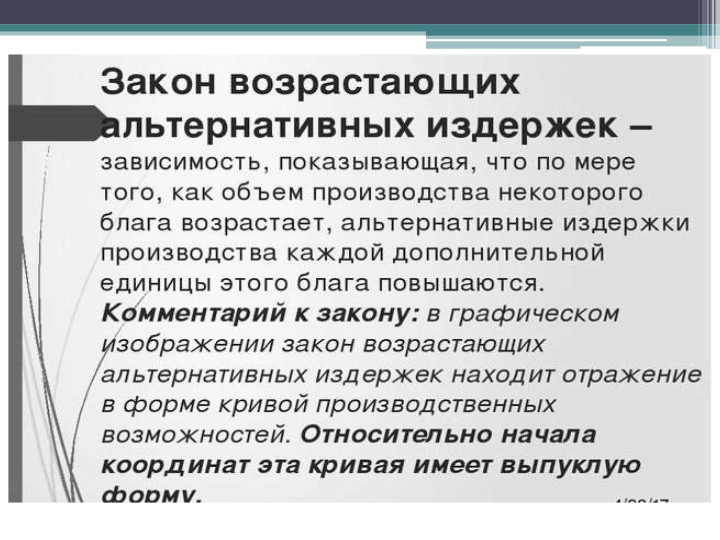 Закон возрастающих
альтернативных издержек –
зависимость, показывающая, что по мере
того, как объем производства некоторого
блага возрастает, альтернативные издержки
производства каждой дополнительной
единицы этого блага повышаются.
Комментарий к закону: в графическом
изображении закон возрастающих
альтернативных издержек находит отражение
в форме кривой производственных
возможностей. Относительно начала
координат эта кривая имеет выпуклую
форму.